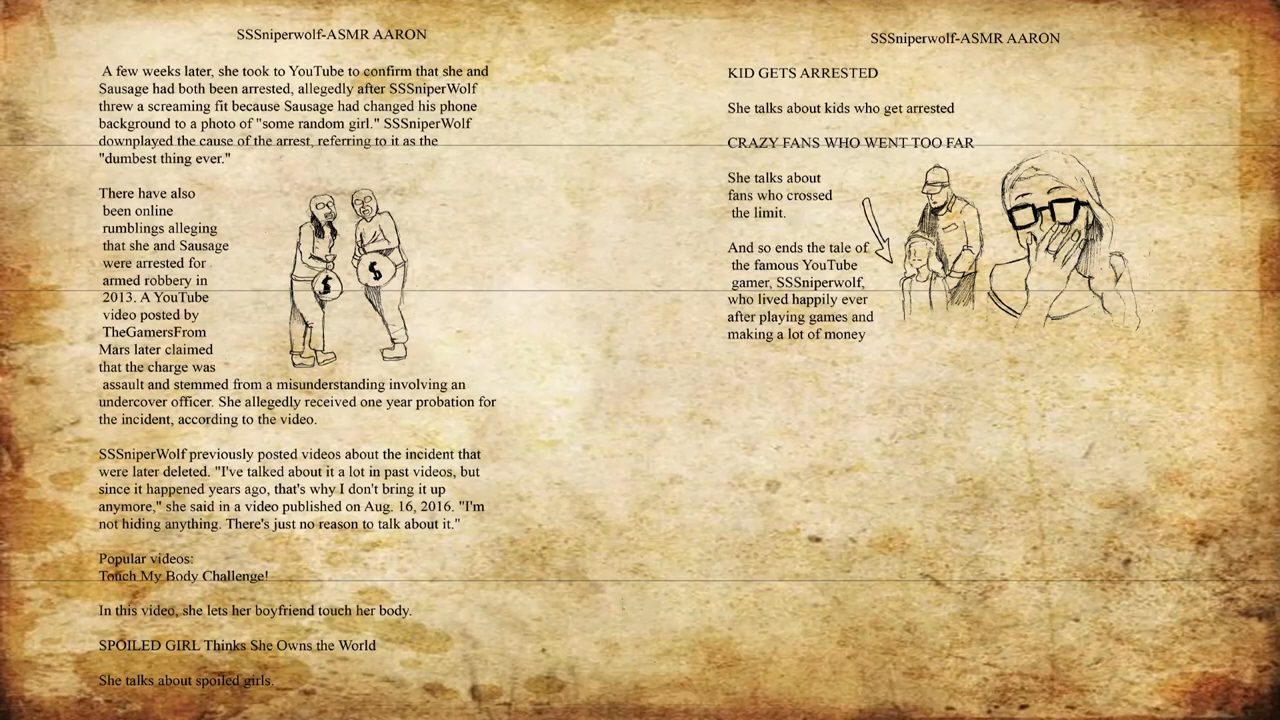 SSSniperwolf-ASMR AARON
A few weeks later, she took to YouTube to confirm that she and
Sausage had both been arrested, allegedly after SSSniperWolf
threw a screaming fit because Sausage had changed his phone
background to a photo of "some random girl." SSSniperWolf
downplayed the cause of the arrest, referring to it as the
"dumbest thing ever."
There have also
been online
rumblings alleging
that she and Sausage
were arrested for
armed robbery in
2013. A YouTube
video posted by
TheGamersFrom
Mars later claimed
that the charge was
assault and stemmed from a misunderstanding involving an
undercover officer. She allegedly received one year probation for
the incident, according to the video.
SSSniperWolf previously posted videos about the incident that
were later deleted. "I've talked about it a lot in past videos, but
since it happened years ago, that's why I don't bring it up
anymore," she said in a video published on Aug. 16, 2016. "I'm
not hiding anything. There's just no reason to talk about it."
Popular videos:
Touch My Body Challenge!
In this video, she lets her boyfriend touch her body.
SPOILED GIRL Thinks She Owns the World
She talks about spoiled girls.
SSSniperwolf-ASMR AARON
KID GETS ARRESTED
She talks about kids who get arrested
CRAZY FANS WHO WENT TOO FAR
She talks about
fans who crossed
the limit.
And so ends the tale of
the famous YouTube
gamer, SSSniperwolf,
who lived happily ever
after playing games and
making a lot of money
$
$